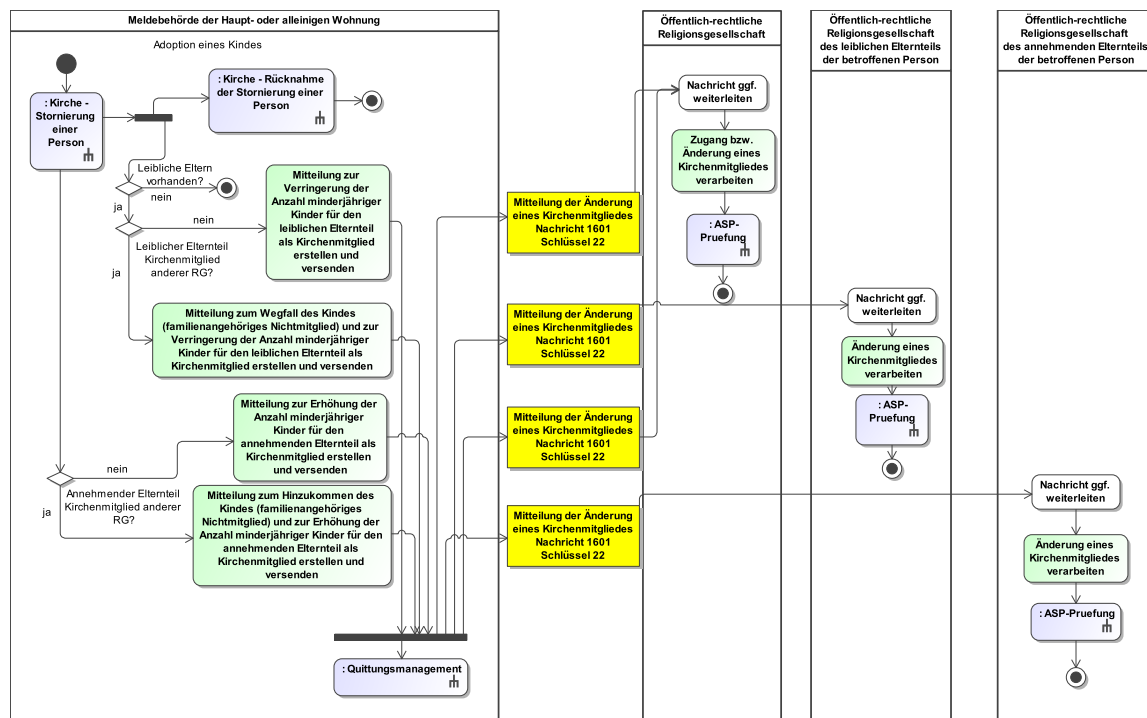 Meldebehörde der Haupt- oder alleinigen Wohnung
Adoption eines Kindes
: Kirche -
Stornierung
einer
Person
: Kirche - Rücknahme
der Stornierung einer
Person
Leibliche Eltern
vorhanden?
nein
ja
nein
Leiblicher Elternteil
Kirchenmitglied
anderer RG?
ja
Mitteilung zur
Verringerung der
Anzahl minderjähriger
Kinder für den
leiblichen Elternteil
als Kirchenmitglied
erstellen und
versenden
Mitteilung zum Wegfall des Kindes
(familienangehöriges Nichtmitglied) und zur
Verringerung der Anzahl minderjähriger
Kinder für den leiblichen Elternteil als
Kirchenmitglied erstellen und versenden
Mitteilung zur Erhöhung der
Anzahl minderjähriger
Kinder für den
annehmenden Elternteil als
Kirchenmitglied erstellen
und versenden
nein
Annehmender Elternteil
Kirchenmitglied anderer
RG?
ja
Mitteilung zum Hinzukommen des
Kindes (familienangehöriges
Nichtmitglied) und zur Erhöhung der
Anzahl minderjähriger Kinder für den
annehmenden Elternteil als
Kirchenmitglied erstellen und
versenden
: Quittungsmanagement
Mitteilung der Änderung
eines Kirchenmitgliedes
Nachricht 1601
Schlüssel 22
Mitteilung der Änderung
eines Kirchenmitgliedes
Nachricht 1601
Schlüssel 22
Mitteilung der Änderung
eines Kirchenmitgliedes
Nachricht 1601
Schlüssel 22
Mitteilung der Änderung
eines Kirchenmitgliedes
Nachricht 1601
Schlüssel 22
Öffentlich-rechtliche
Religionsgesellschaft
Nachricht ggf.
weiterleiten
Zugang bzw.
Änderung eines
Kirchenmitgliedes
verarbeiten
: ASP-
Pruefung
Öffentlich-rechtliche
Religionsgesellschaft
des leiblichen Elternteils
der betroffenen Person
Nachricht ggf.
weiterleiten
Änderung eines
Kirchenmitgliedes
verarbeiten
: ASP-
Pruefung
Öffentlich-rechtliche
Religionsgesellschaft
des annehmenden Elternteils
der betroffenen Person
Nachricht ggf.
weiterleiten
Änderung eines
Kirchenmitgliedes
verarbeiten
: ASP-Pruefung